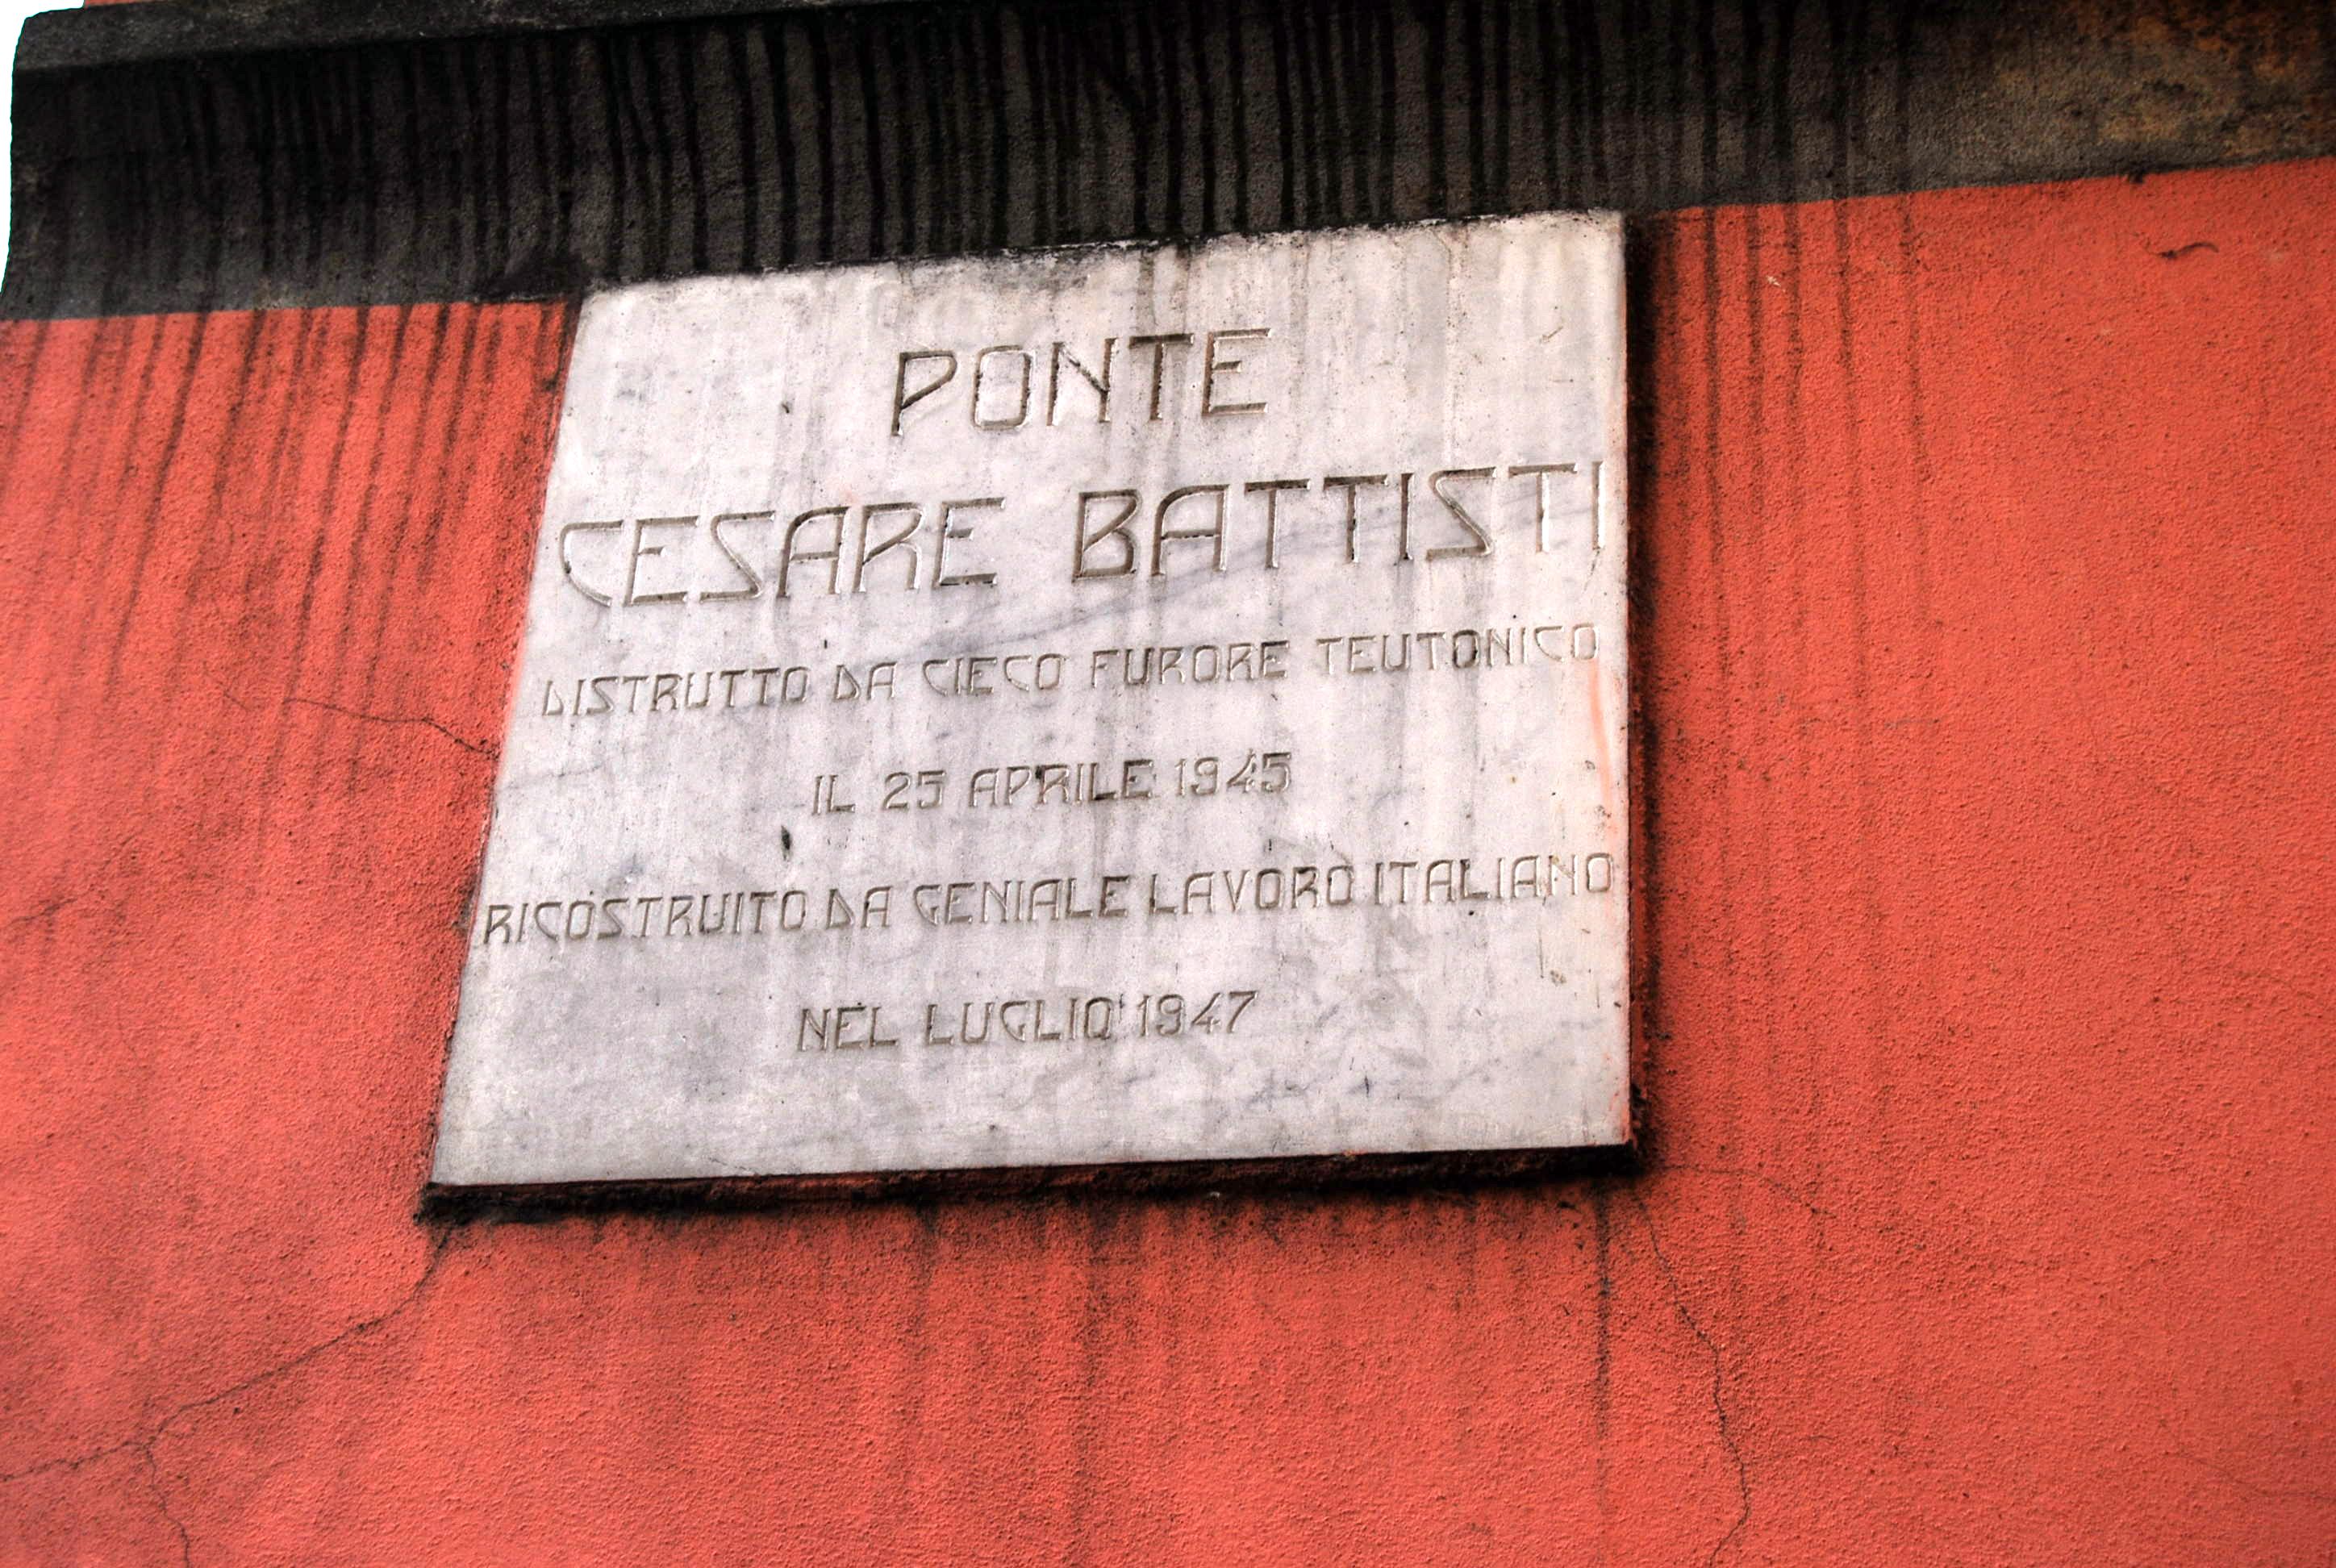 PONTE
CESARE BATTISTI
DISTRUTTO DA CIECO FURORE TEUTONICO
IL 25 APRILE 1945
RICOSTRUITO DA GENIALE LAVORO ITALIANO
NEL LUGLIO 1947